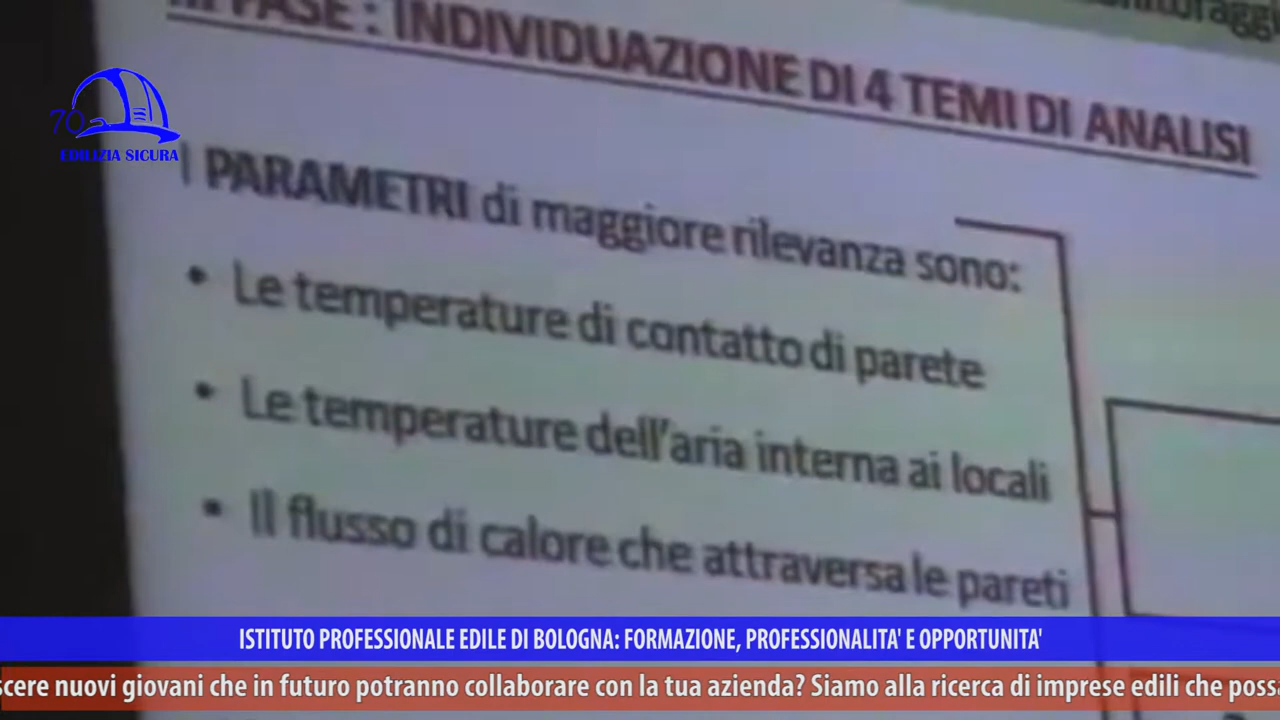 FASE : INDIVIDUAZIONE DI 4 TEMI DI ANALISI
70
EDILIZIA SICURA
I PARAMETRI di maggiore rilevanza sono:
• Le temperature di contatto di parete
• Le temperature dell'aria interna ai locali
• Il flusso di calore che attraversa le pareti
ISTITUTO PROFESSIONALE EDILE DI BOLOGNA: FORMAZIONE, PROFESSIONALITA' E OPPORTUNITA'
scere nuovi giovani che in futuro potranno collaborare con la tua azienda? Siamo alla ricerca di imprese edili che possa